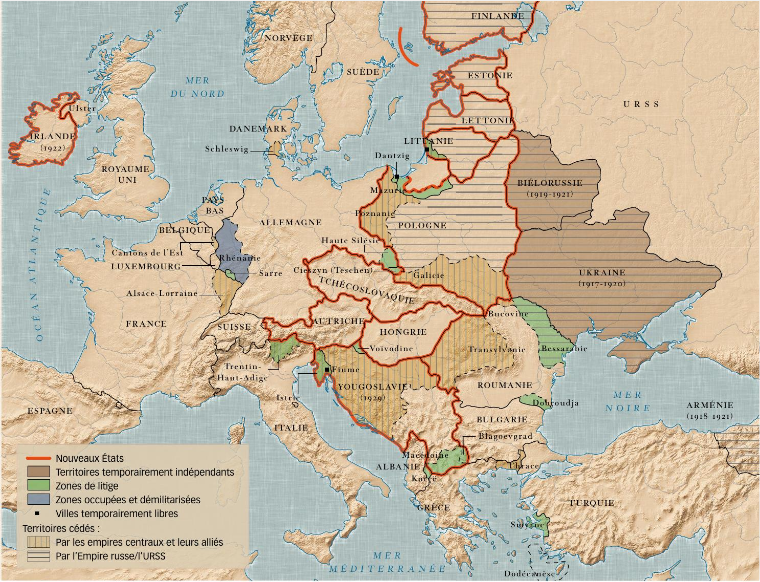 FINLANDE
NORVÈGE
SUÈDE
ESTONIE
MER
DU NORD
URSS
Ulster
LETTONIE
IRLANDE
(1922)
DANEMARK
LITUANIE
Schleswig
Dantzig
ROYAUME
UNI
BIÉLORUSSIE
(1919-1921)
Mazurie
PAYS
BAS
Poznanie
ALLEMAGNE
POLOGNE
BELGIQUE
Haute Silésie
Cantons de l'Est
Rhénanie
LUXEMBOURG
Sarre
Cieszyn (Teschen)
Galicie
UKRAINE
(1917-1920)
OCÉAN ATLANTIQUE
TCHÉCOSLOVAQUIE
Alsace-Lorraine
Bucovine
FRANCE
SUISSE
AUTRICHE
HONGRIE
Voivodine
Transylvanie
Bessarabie
Trentin-
Haut-Adige
Fiume
YOUGOSLAVIE
(1929)
ROUMANIE
Istrie
MER
NOIRE
Dobroudja
ARMÉNIE
(1918-1921)
ESPAGNE
ITALIE
BULGARIE
Blagoevgrad
Macédoine
ALBANIE
Thrace
Korçë
GRÈCE
TURQUIE
Smyrne
MER
MÉDITERRANÉE
Dodécanèse
Nouveaux États
Territoires temporairement indépendants
Zones de litige
Zones occupées et démilitarisées
Villes temporairement libres
Territoires cédés :
Par les empires centraux et leurs alliés
Par l'Empire russe/l'URSS